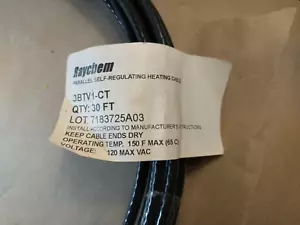 Raychem
PARALLEL SELF-REGULATING HEATING CABLE
3BTV1-CT
QTY: 30 FT
LOT 7183725A03
INSTALL ACCORDING TO MANUFACTURER'S INSTRUCTIONS
KEEP CABLE ENDS DRY
OPERATING TEMP. 150 F MAX (65 C)
VOLTAGE: 120 MAX VAC